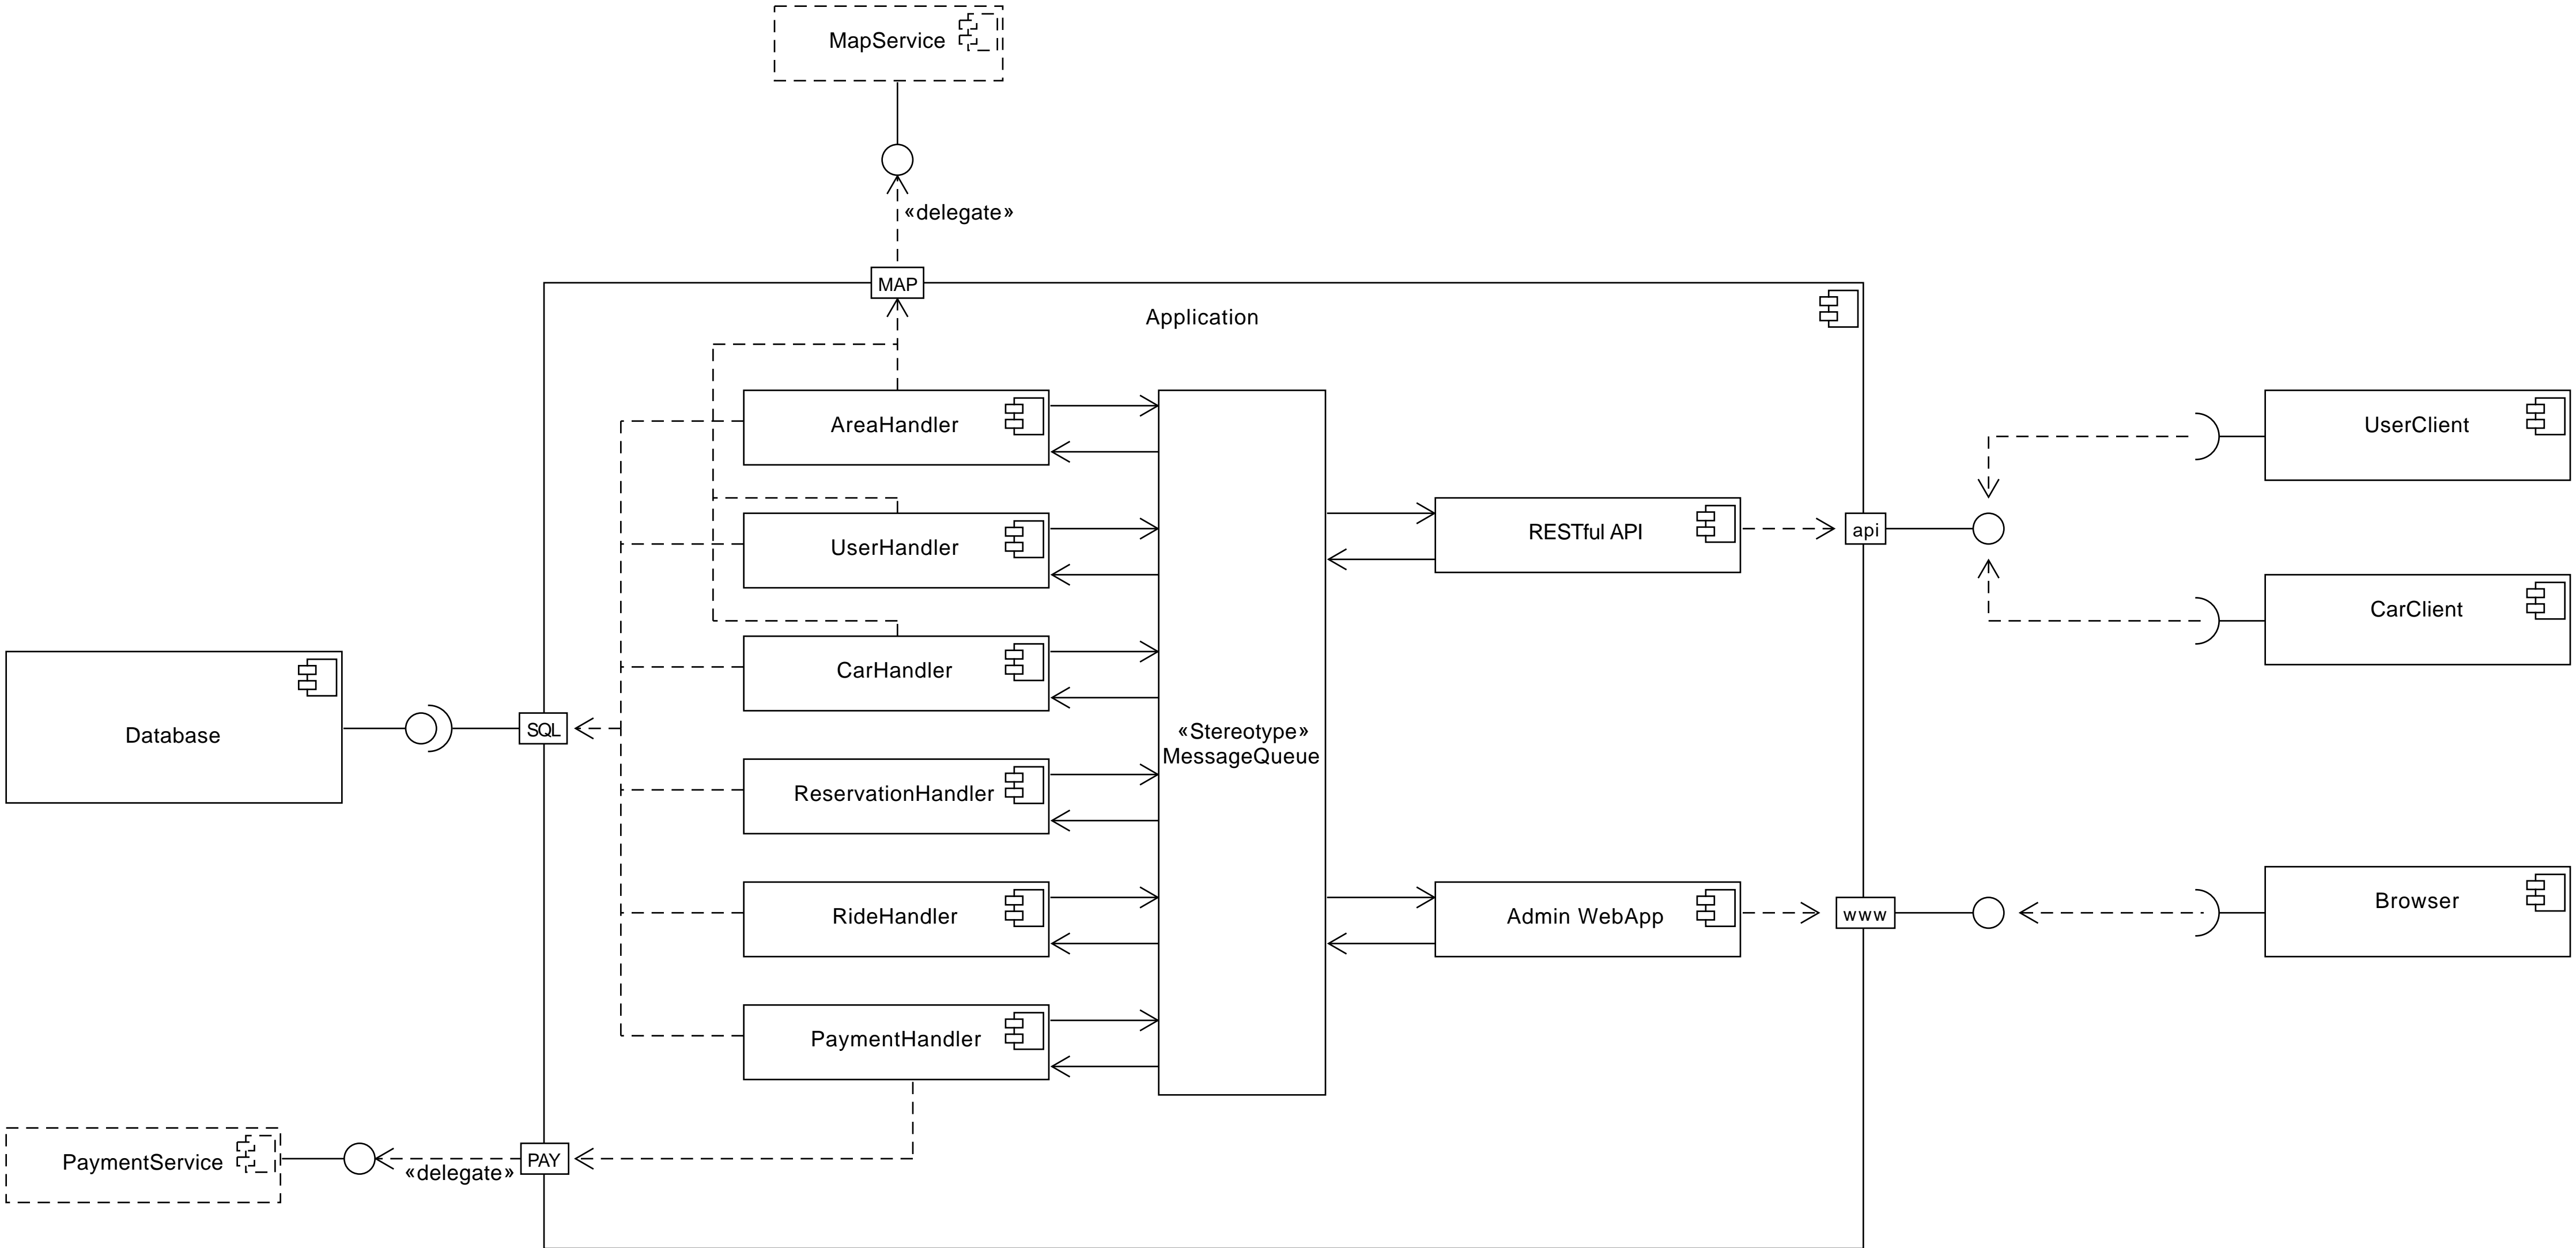 MapService
«delegate»
MAP
Application
AreaHandler
UserClient
UserHandler
RESTful API
api
CarClient
CarHandler
Database
SQL
«Stereotype»
MessageQueue
ReservationHandler
RideHandler
Admin WebApp
www
Browser
PaymentHandler
PaymentService
«delegate»
PAY